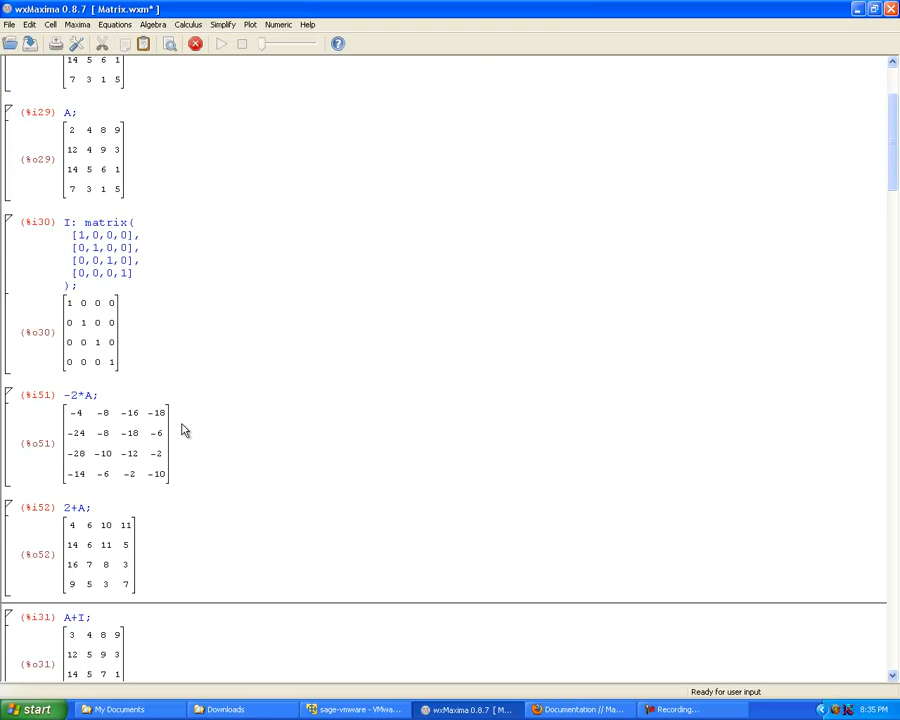 wxMaxima 0.8.7 [ Matrix.wxm* ]
File Edit Cell Maxima Equations Algebra Calculus Simplify Plot Numeric Help
14 5 6 1
7 3 1 5
(%i29) A;
2 4 8 9
12 4 9 3
(%o29)
14 5 6 1
7 3 1 5
(%i30) I: matrix(
[1,0,0,0],
[0,1,0,0],
[0,0,1,0],
[0,0,0,1]
);
1 0 0 0
0 1 0 0
(%o30)
0 0 1 0
0 0 0 1
(%i51) -2*A;
-4 -8 -16 -18
-24 -8 -18 -6
(%o51)
-28 -10 -12 -2
-14 -6 -2 -10
(%i52) 2+A;
4 6 10 11
14 6 11 5
(%o52)
16 7 8 3
9 5 3 7
(%i31) A+I;
3 4 8 9
12 5 9 3
(%o31)
14 5 7 1
Ready for user input
start My Documents Downloads sage-vmware - VMwa... wxMaxima 0.8.7 [ M... Documentation // Ma... Recording... 8:35 PM